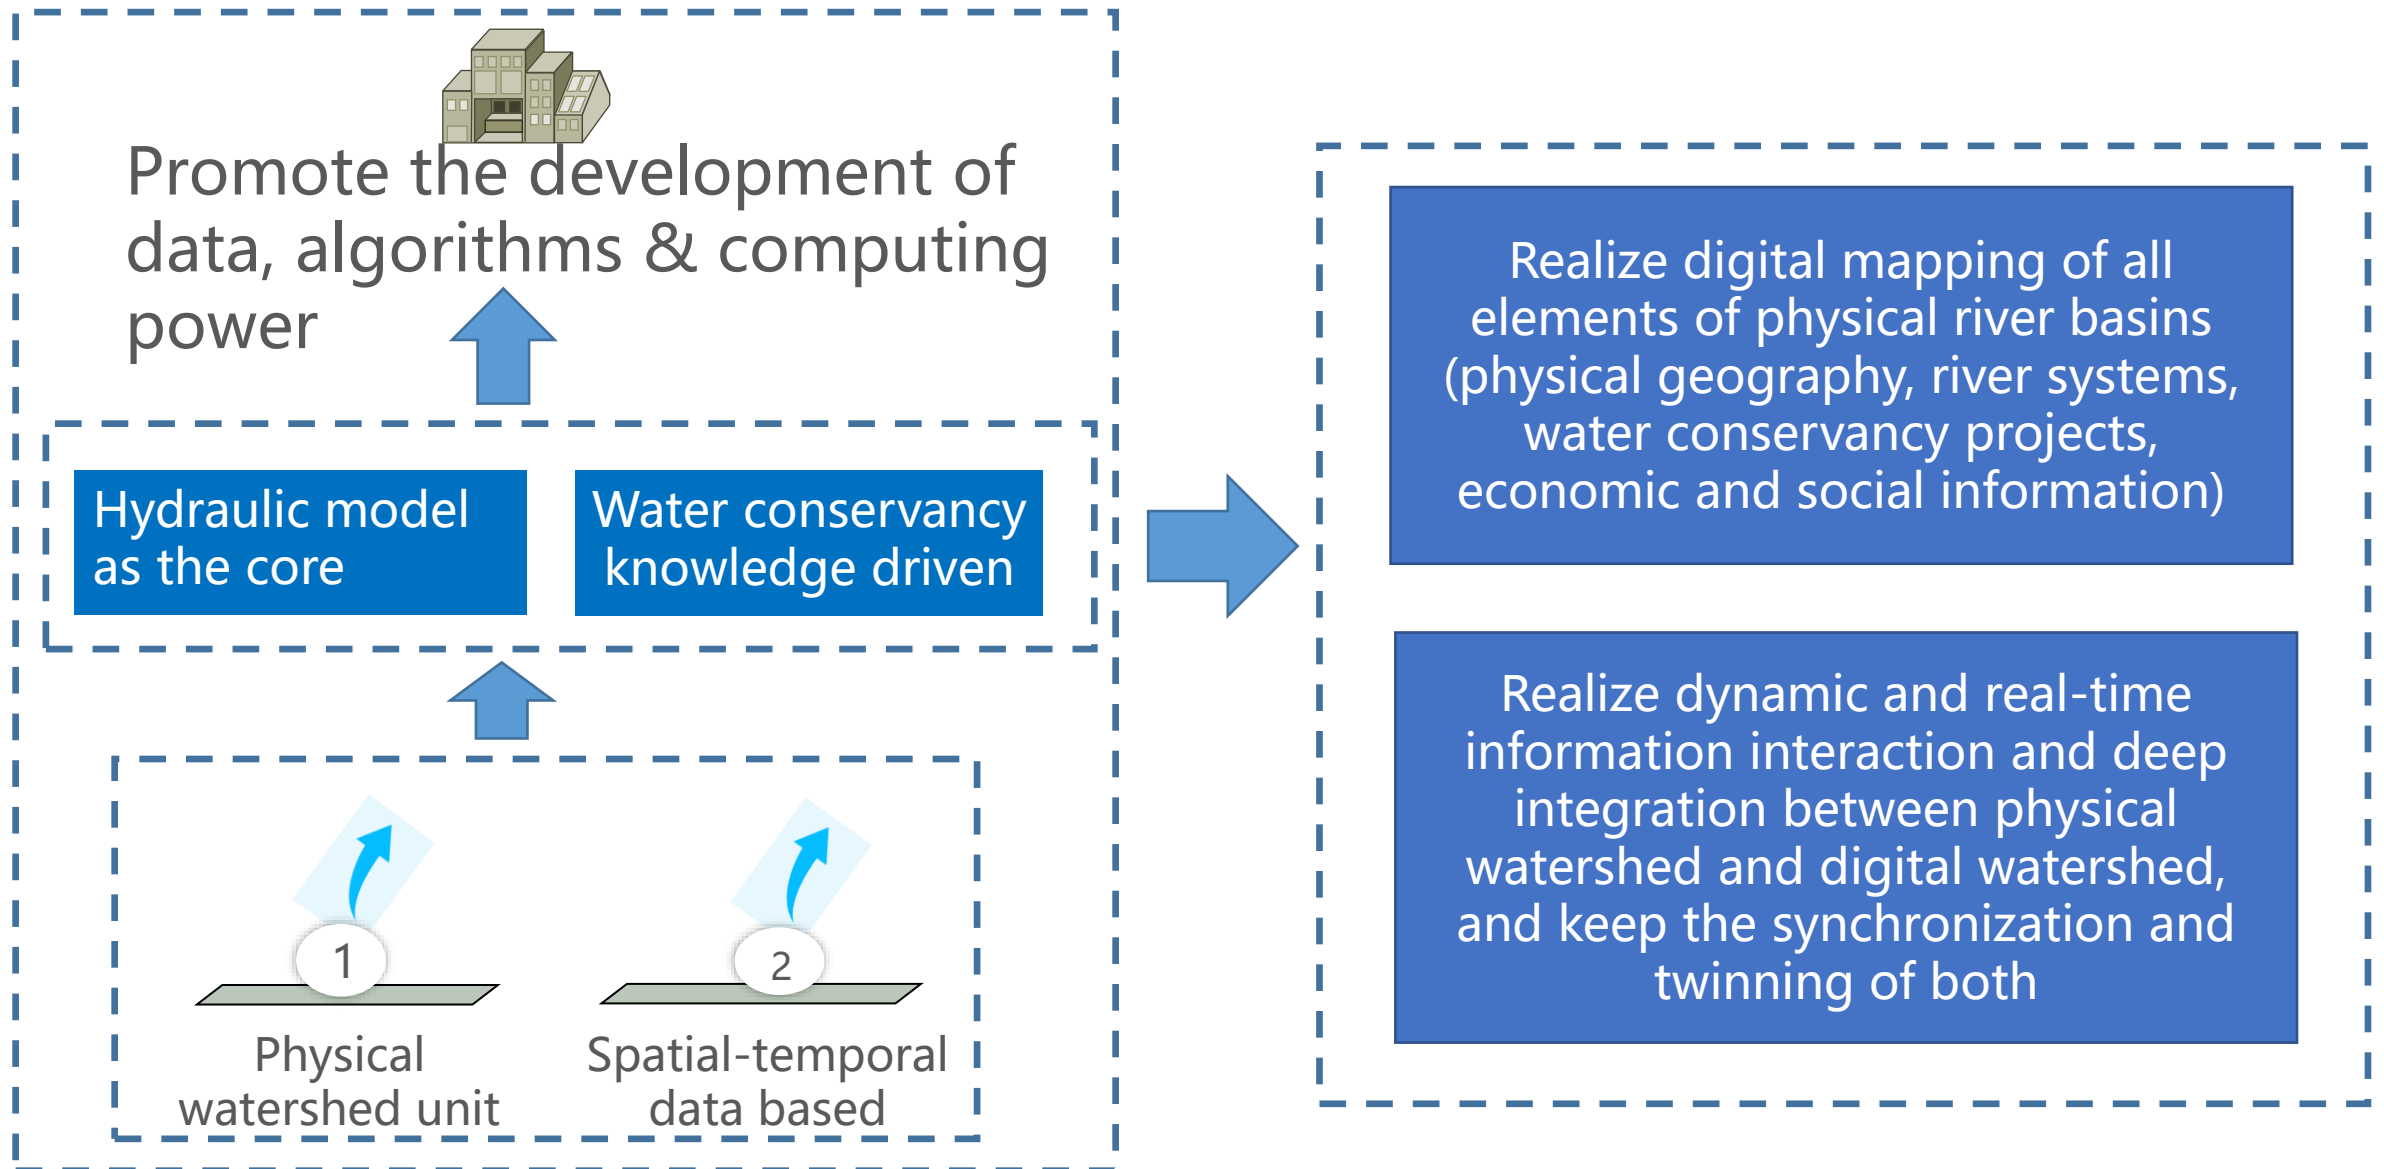 Promote the development of
data, algorithms & computing
power
Hydraulic model
as the core
Water conservancy
knowledge driven
1
Physical
watershed unit
2
Spatial-temporal
data based
Realize digital mapping of all
elements of physical river basins
(physical geography, river systems,
water conservancy projects,
economic and social information)
Realize dynamic and real-time
information interaction and deep
integration between physical
watershed and digital watershed,
and keep the synchronization and
twinning of both